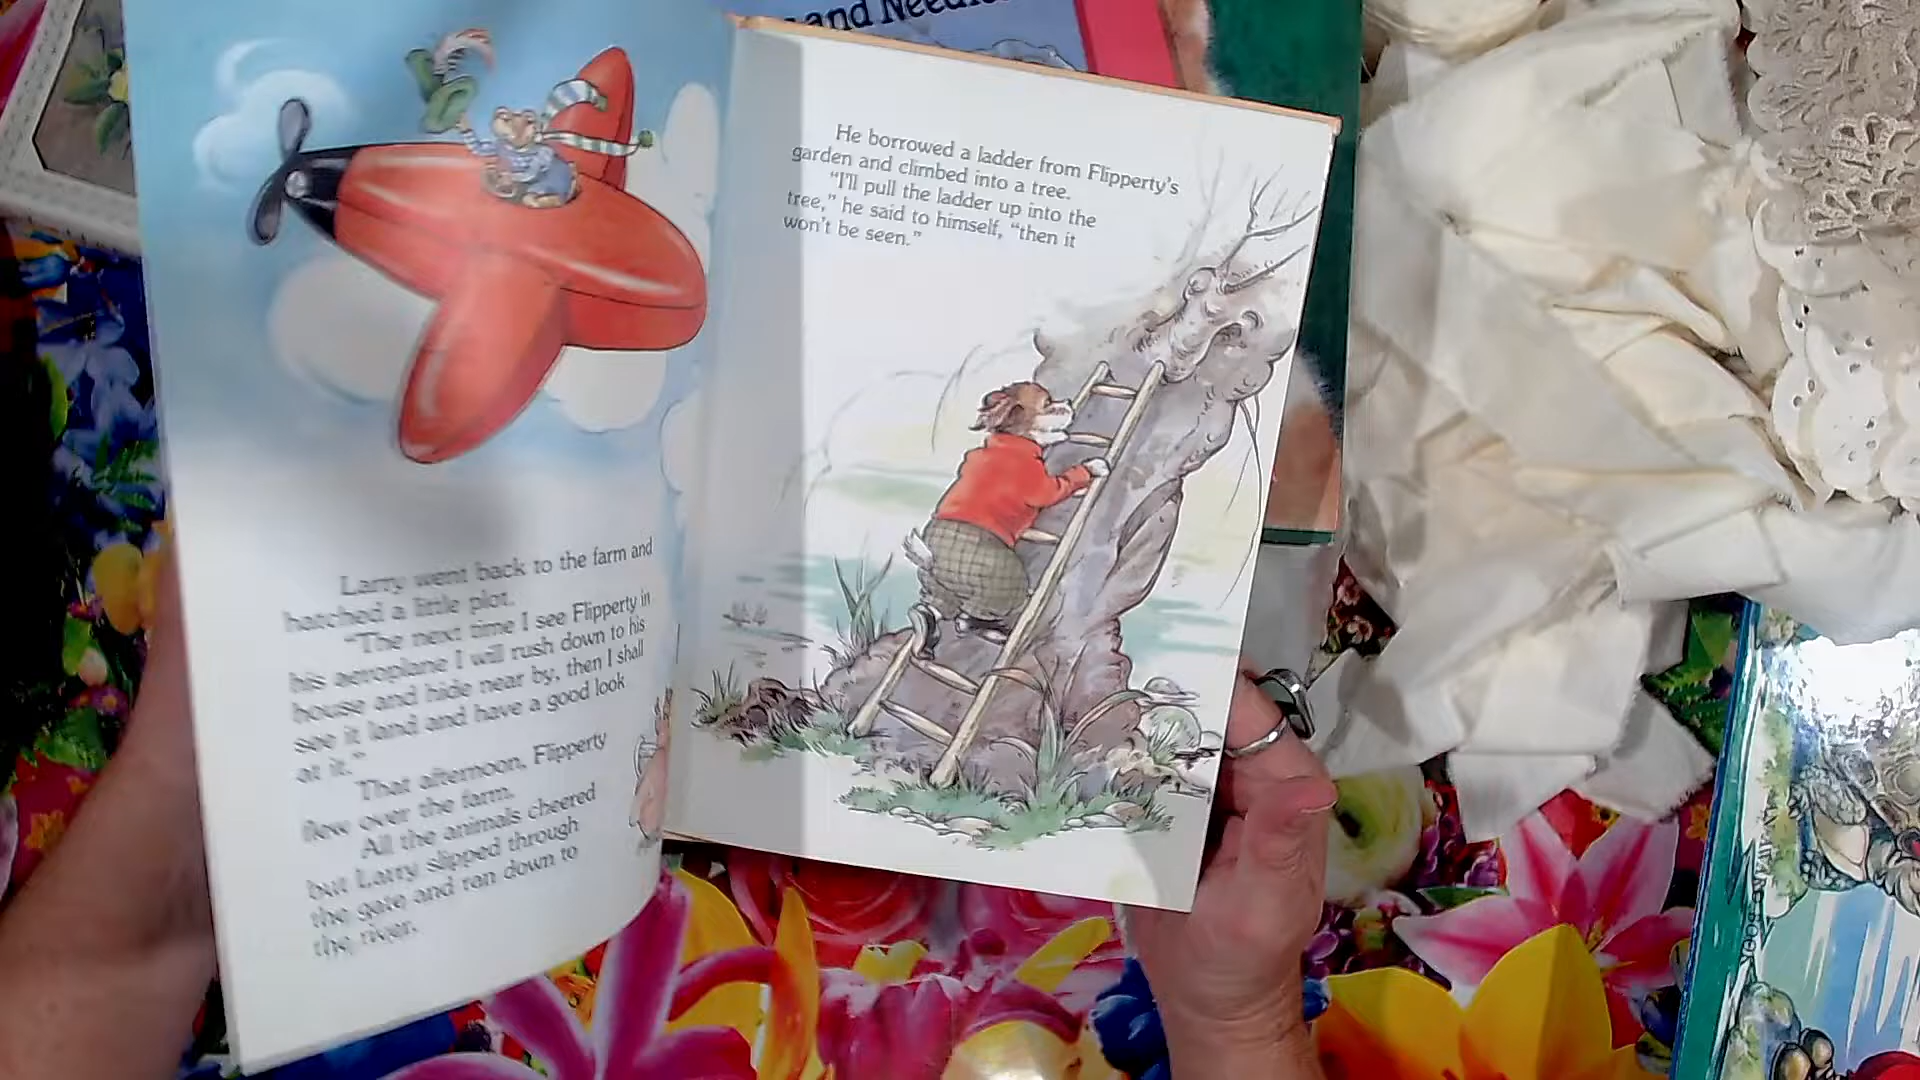 and Needle
Larry went back to the farm and
hatched a little plot.
"The next time I see Flipperty in
his aeroplane I will rush down to his
house and hide near by, then I shall
see it land and have a good look
at it."
That afternoon, Flipperty
flew over the farm.
All the animals cheered
but Larry slipped through
the gate and ran down to
the river.
He borrowed a ladder from Flipperty's
garden and climbed into a tree.
"I'll pull the ladder up into the
tree," he said to himself, "then it
won't be seen."